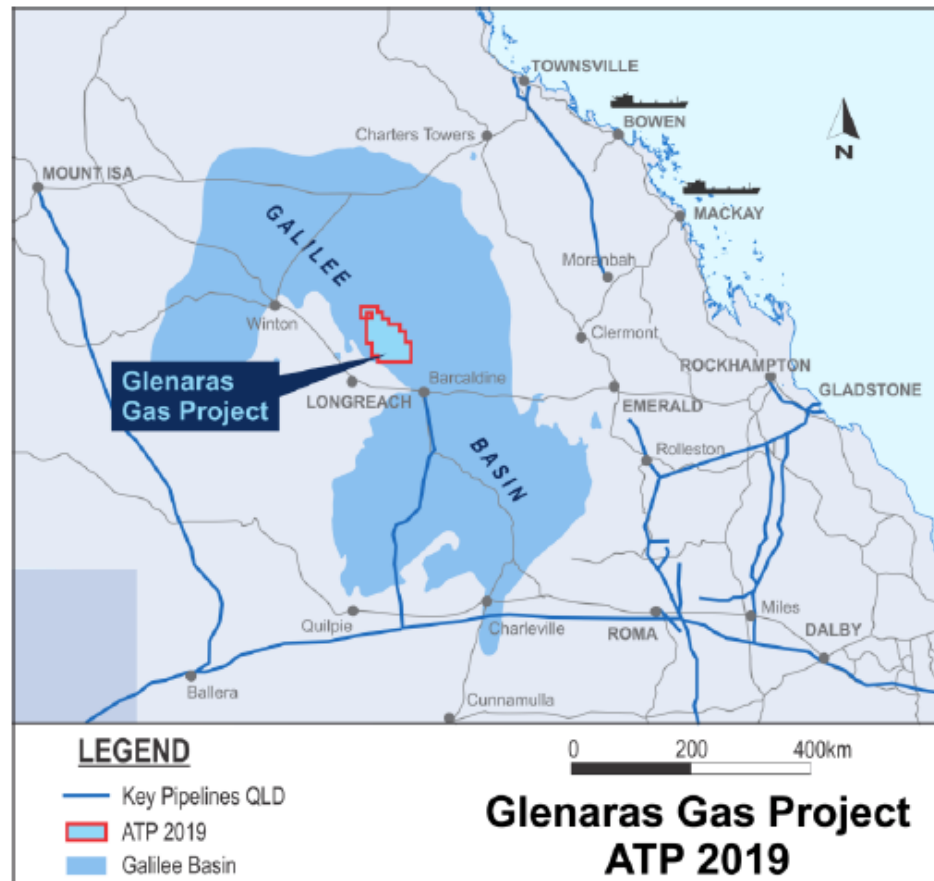 TOWNSVILLE
BOWEN
Charters Towers
N
MOUNT ISA
MACKAY
GALILEE
Moranbah
Winton
Clermont
Glenaras
Gas Project
ROCKHAMPTON
Barcaldine
LONGREACH
GLADSTONE
EMERALD
BASIN
Rolleston
Quilpie
Charleville
ROMA
Miles
DALBY
Ballera
Cunnamulla
LEGEND
Key Pipelines QLD
ATP 2019
Galilee Basin
0 200 400km
Glenaras Gas Project
ATP 2019